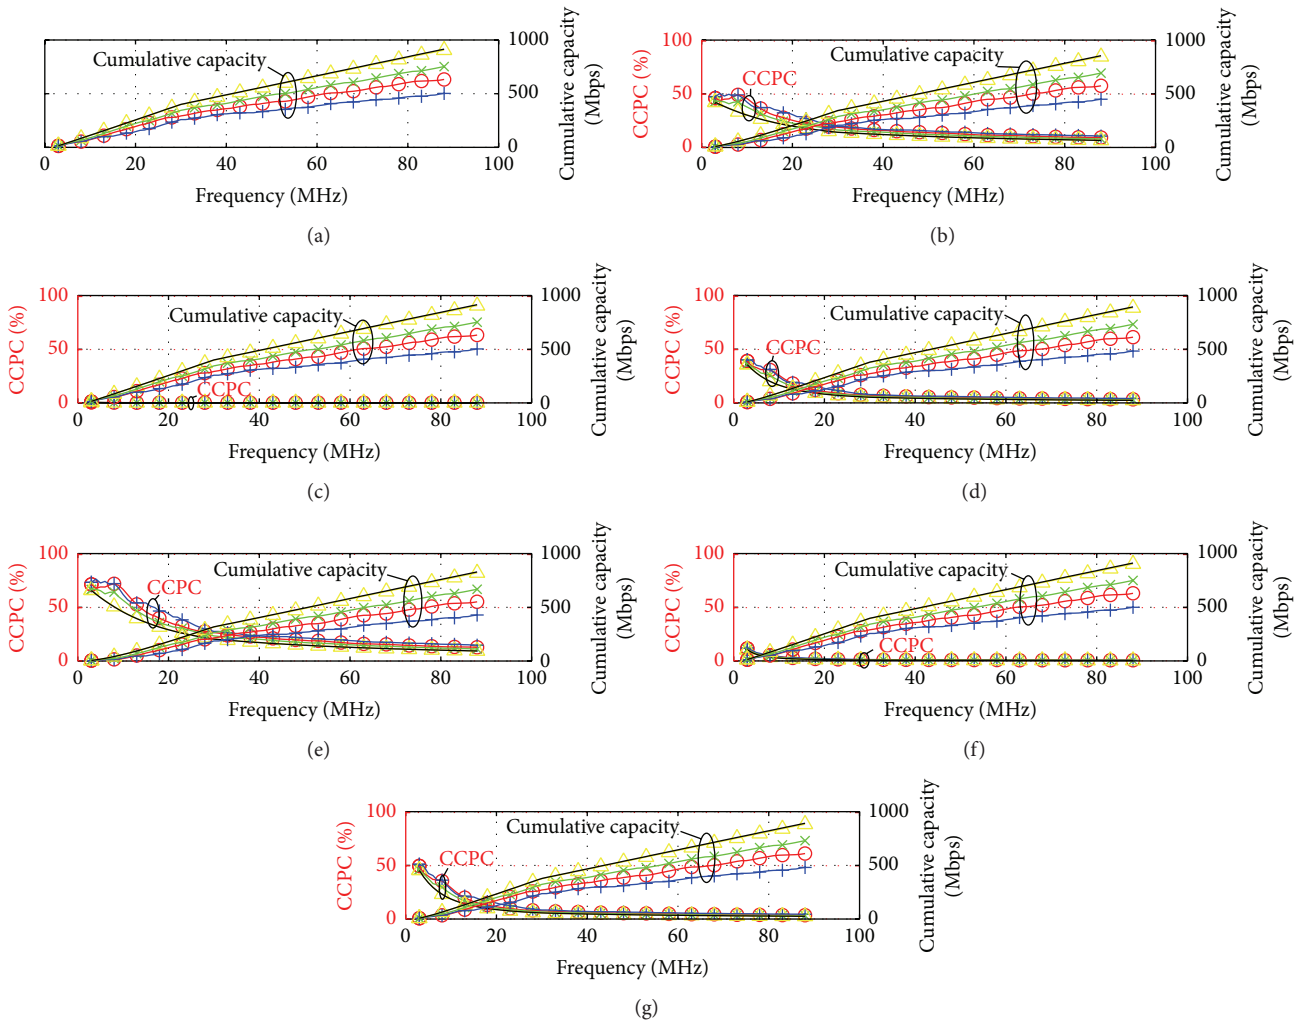 1000
500
0
0 20 40 60 80 100
Cumulative capacity
Frequency (MHz)
Cumulative capacity
(Mbps)
(a)
100
50
0
CCPC (%)
1000
500
0
0 20 40 60 80 100
Cumulative capacity
CCPC
Frequency (MHz)
Cumulative capacity
(Mbps)
(b)
100
50
0
CCPC (%)
1000
500
0
0 20 40 60 80 100
Cumulative capacity
CCPC
Frequency (MHz)
Cumulative capacity
(Mbps)
(c)
100
50
0
CCPC (%)
1000
500
0
0 20 40 60 80 100
Cumulative capacity
CCPC
Frequency (MHz)
Cumulative capacity
(Mbps)
(d)
100
50
0
CCPC (%)
1000
500
0
0 20 40 60 80 100
Cumulative capacity
CCPC
Frequency (MHz)
Cumulative capacity
(Mbps)
(e)
100
50
0
CCPC (%)
1000
500
0
0 20 40 60 80 100
Cumulative capacity
CCPC
Frequency (MHz)
Cumulative capacity
(Mbps)
(f)
100
50
0
CCPC (%)
1000
500
0
0 20 40 60 80 100
Cumulative capacity
CCPC
Frequency (MHz)
Cumulative capacity
(Mbps)
(g)